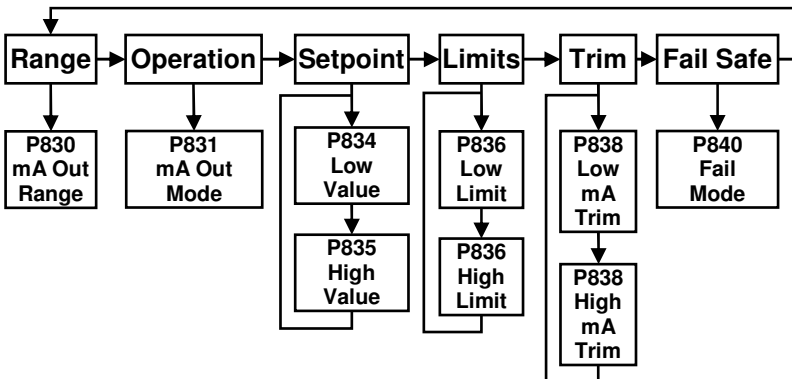 Range
Operation
Setpoint
Limits
Trim
Fail Safe
P830
mA Out
Range
P831
mA Out
Mode
P834
Low
Value
P835
High
Value
P836
Low
Limit
P836
High
Limit
P838
Low
mA
Trim
P838
High
mA
Trim
P840
Fail
Mode